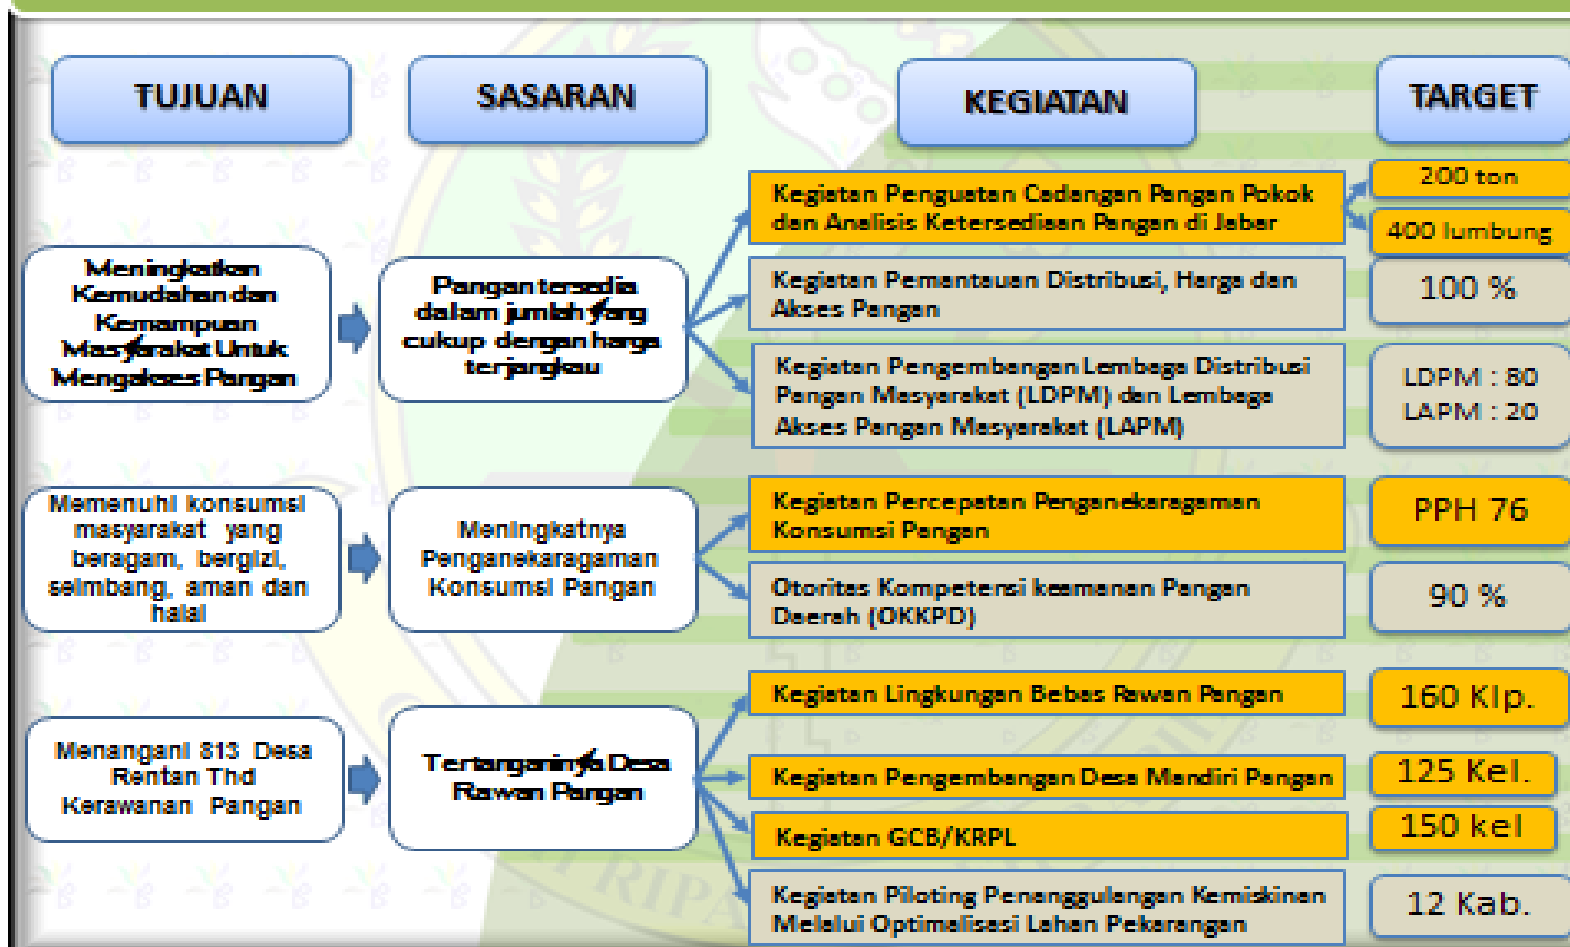 TUJUAN
SASARAN
KEGIATAN
TARGET
Meningkatkan
Kemudahan dan
Kemampuan
Masyarakat Untuk
Mengakses Pangan
Pangan tersedia
dalam jumlah yang
cukup dengan harga
terjangkau
Kegiatan Penguatan Cadangan Pangan Pokok
dan Analisis Ketersediaan Pangan di Jabar
200 ton
400 lumbung
Kegiatan Pemantauan Distribusi, Harga dan
Akses Pangan
100 %
Kegiatan Pengembangan Lembaga Distribusi
Pangan Masyarakat (LDPM) dan Lembaga
Akses Pangan Masyarakat (LAPM)
LDPM : 80
LAPM : 20
Memenuhi konsumsi
masyarakat yang
beragam, bergizi,
seimbang, aman dan
halal
Meningkatnya
Penganekaragaman
Konsumsi Pangan
Kegiatan Percepatan Penganekaragaman
Konsumsi Pangan
PPH 76
Otoritas Kompetensi keamanan Pangan
Daerah (OKKPD)
90 %
Menangani 813 Desa
Rentan Thd
Kerawanan Pangan
Tertanganinya Desa
Rawan Pangan
Kegiatan Lingkungan Bebas Rawan Pangan
160 Klp.
Kegiatan Pengembangan Desa Mandiri Pangan
125 Kel.
Kegiatan GCB/KRPL
150 kel
Kegiatan Piloting Penanggulangan Kemiskinan
Melalui Optimalisasi Lahan Pekarangan
12 Kab.